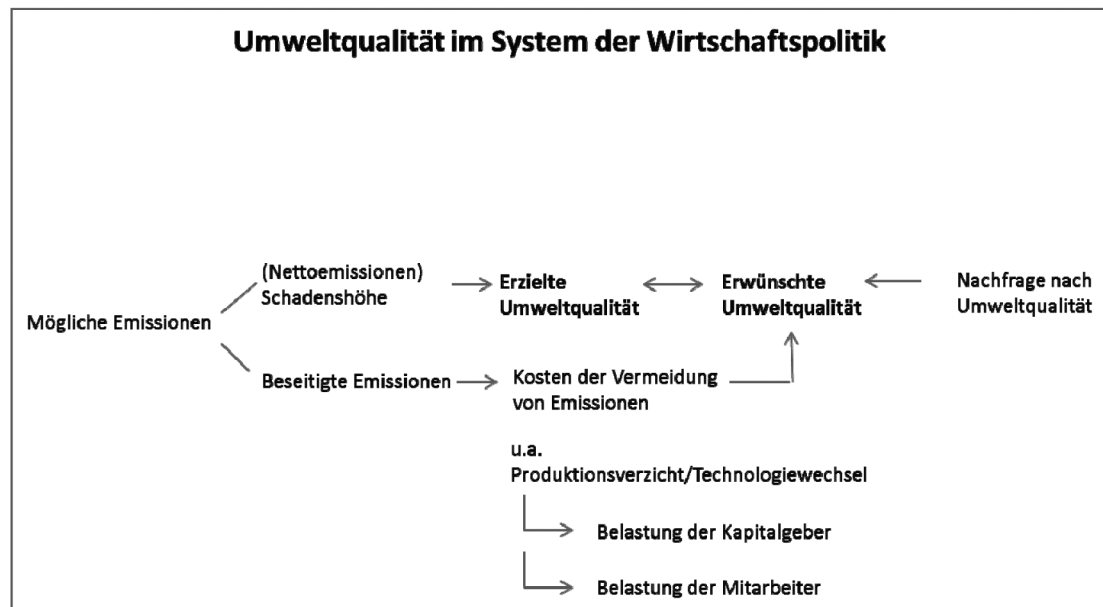 Umweltqualität im System der Wirtschaftspolitik
(Nettoemissionen)
Schadenshöhe
Erzielte
Umweltqualität
Erwünschte
Umweltqualität
Nachfrage nach
Umweltqualität
Mögliche Emissionen
Beseitigte Emissionen
Kosten der Vermeidung
von Emissionen
u.a.
Produktionsverzicht/Technologiewechsel
Belastung der Kapitalgeber
Belastung der Mitarbeiter